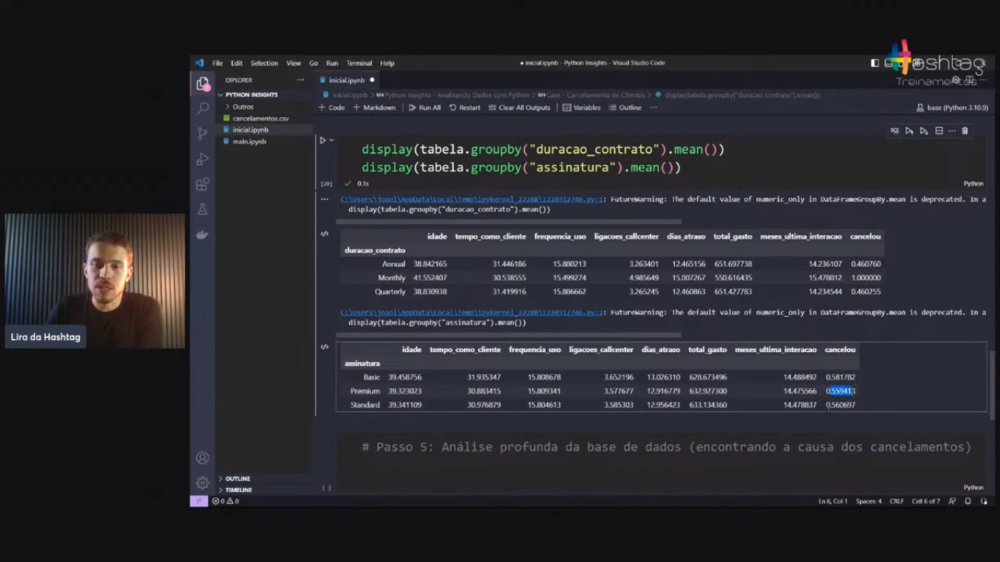 Hashtag
Treinamentos
File Edit Selection View Go Run Terminal Help
• inicial.ipynb - Python Insights - Visual Studio Code
EXPLORER
inicial.ipynb
PYTHON INSIGHTS
Outros
cancelamentos.csv
inicial.ipynb
main.ipynb
OUTLINE
TIMELINE
inicial.ipynb > Python Insights - Analisando Dados com Python > Case - Cancelamento de Clientes > display(tabela.groupby("duracao_contrato").mean())
+ Code + Markdown Run All Restart Clear All Outputs Variables Outline ... base (Python 3.10.9)
display(tabela.groupby("duracao_contrato").mean())
display(tabela.groupby("assinatura").mean())
[29] ✓ 0.1s Python
C:\Users\joaol\AppData\Local\Temp\ipykernel_22288\1220312746.py:1: FutureWarning: The default value of numeric_only in DataFrameGroupBy.mean is deprecated. In a
display(tabela.groupby("duracao_contrato").mean())
idade tempo_como_cliente frequencia_uso ligacoes_callcenter dias_atraso total_gasto meses_ultima_interacao cancelou
duracao_contrato
Annual 38.842165 31.446186 15.880213 3.263401 12.465156 651.697738 14.236107 0.460760
Monthly 41.552407 30.538555 15.499274 4.985649 15.007267 550.616435 15.478012 1.000000
Quarterly 38.830938 31.419916 15.886662 3.265245 12.460863 651.427783 14.234544 0.460255
C:\Users\joaol\AppData\Local\Temp\ipykernel_22288\1220312746.py:2: FutureWarning: The default value of numeric_only in DataFrameGroupBy.mean is deprecated. In a
display(tabela.groupby("assinatura").mean())
idade tempo_como_cliente frequencia_uso ligacoes_callcenter dias_atraso total_gasto meses_ultima_interacao cancelou
assinatura
Basic 39.458756 31.935347 15.808678 3.652196 13.026310 628.673496 14.488492 0.581782
Premium 39.323023 30.883415 15.809341 3.577677 12.916779 632.927300 14.475566 0.559413
Standard 39.341109 30.976879 15.804613 3.585303 12.956423 633.134360 14.478837 0.560697
# Passo 5: Análise profunda da base de dados (encontrando a causa dos cancelamentos)
[ ] Python
0 0 Ln 6, Col 1 Spaces: 4 CRLF Cell 6 of 7
Lira da Hashtag